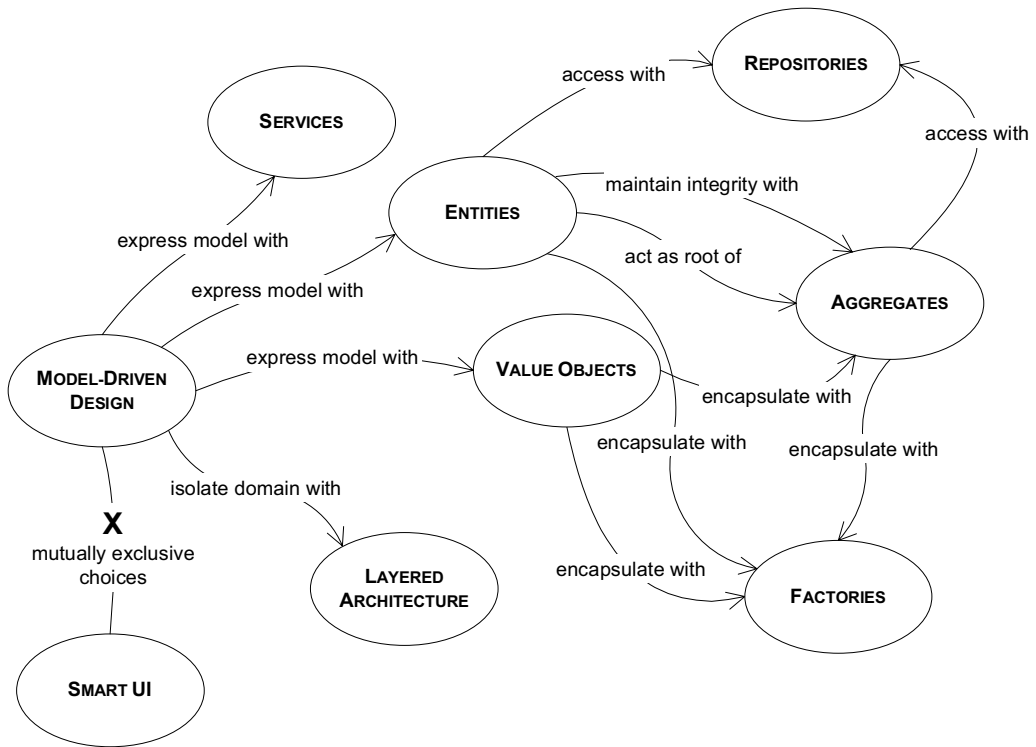 REPOSITORIES
access with
SERVICES
access with
maintain integrity with
ENTITIES
express model with
act as root of
express model with
AGGREGATES
express model with
VALUE OBJECTS
MODEL-DRIVEN
DESIGN
encapsulate with
encapsulate with
encapsulate with
isolate domain with
X
mutually exclusive
choices
encapsulate with
LAYERED
ARCHITECTURE
FACTORIES
SMART UI